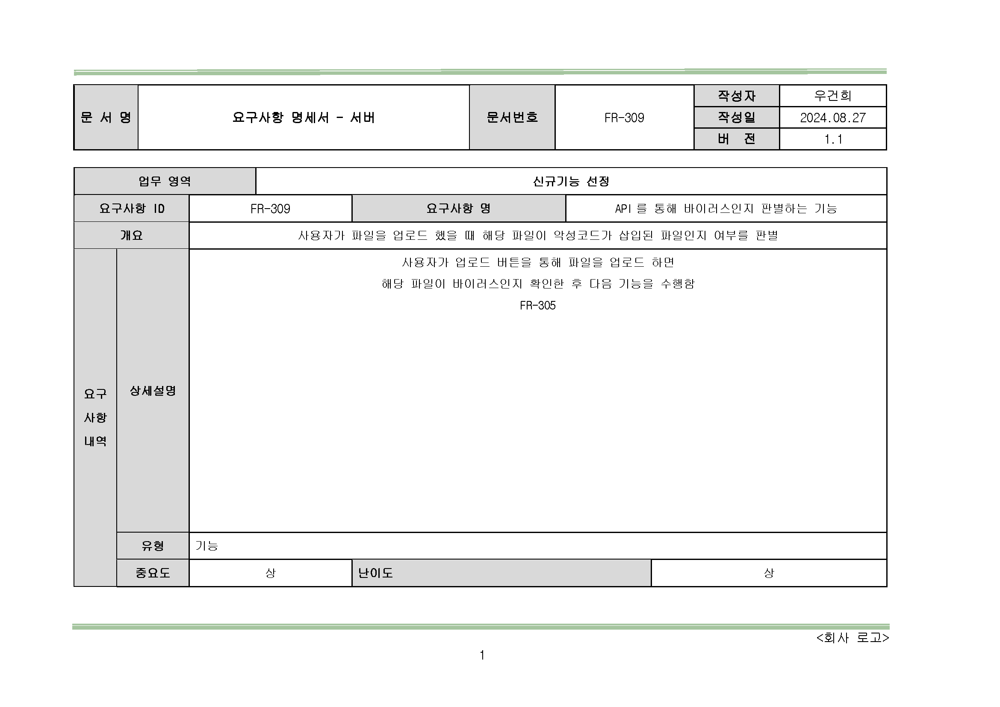 문 서 명
요구사항 명세서 - 서버
문서번호
FR-309
작성자
우건희
작성일
2024.08.27
버 전
1.1
업무 영역
신규기능 선정
요구사항 ID
FR-309
요구사항 명
API 를 통해 바이러스인지 판별하는 기능
개요
사용자가 파일을 업로드 했을 때 해당 파일이 악성코드가 삽입된 파일인지 여부를 판별
요구
사항
내역
상세설명
사용자가 업로드 버튼을 통해 파일을 업로드 하면
해당 파일이 바이러스인지 확인한 후 다음 기능을 수행함
FR-305
유형
기능
중요도
상
난이도
상
<회사 로고>
1